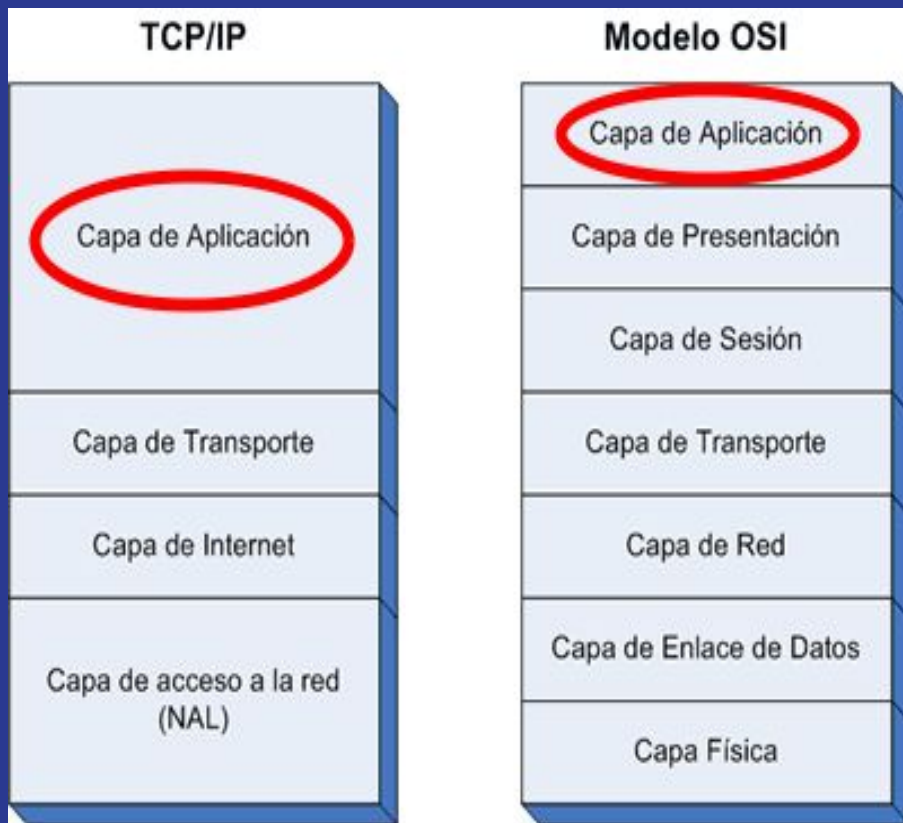 TCP/IP
Capa de Aplicación
Capa de Transporte
Capa de Internet
Capa de acceso a la red
(NAL)
Modelo OSI
Capa de Aplicación
Capa de Presentación
Capa de Sesión
Capa de Transporte
Capa de Red
Capa de Enlace de Datos
Capa Física